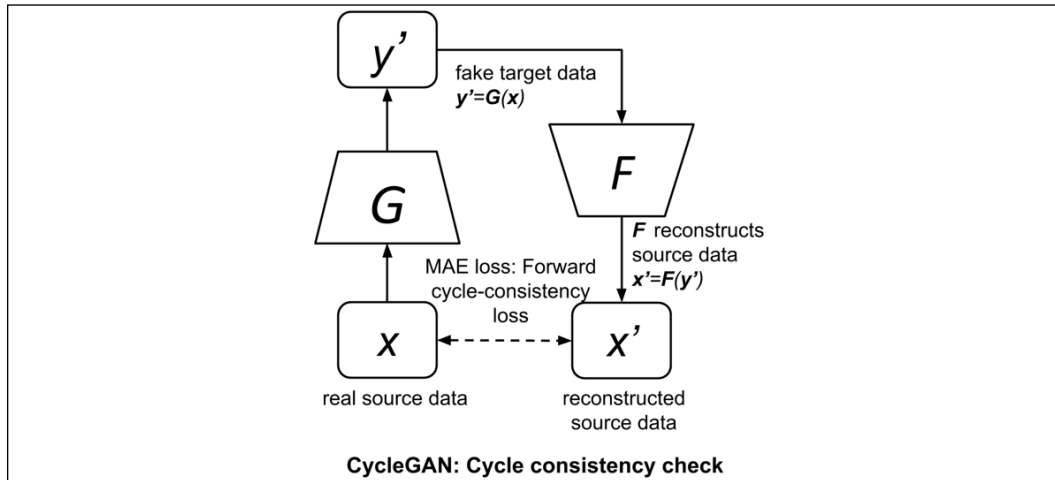 y’
fake target data
y’=G(x)
G
F
F reconstructs
source data
x’=F(y’)
MAE loss: Forward
cycle-consistency
loss
x
x’
real source data
reconstructed
source data
CycleGAN: Cycle consistency check